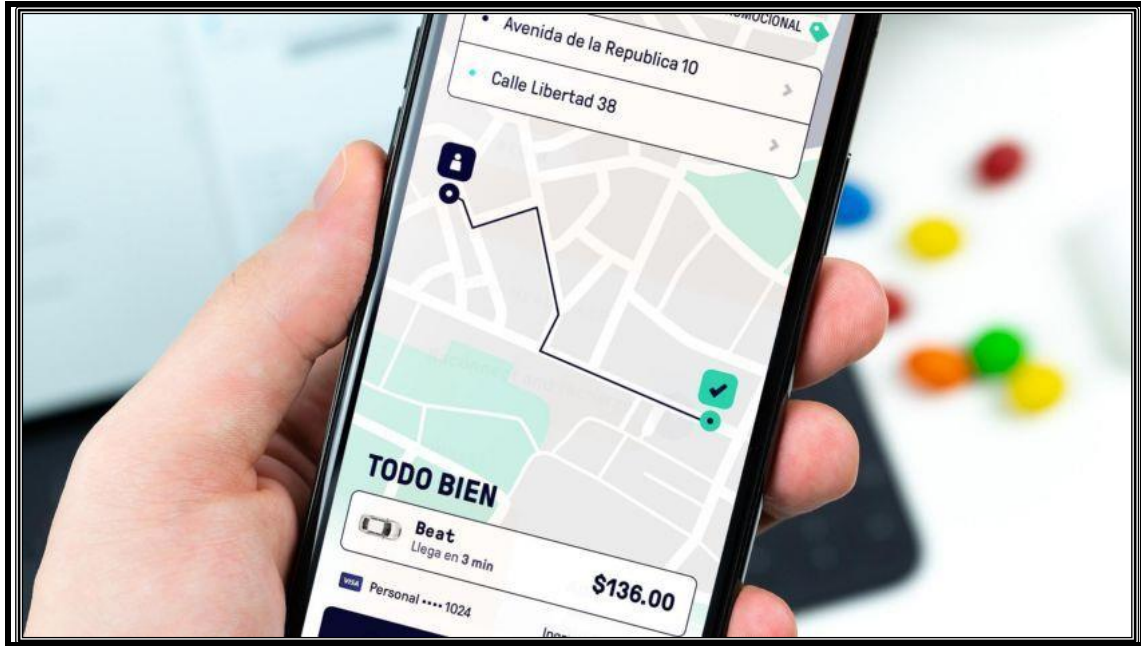 Avenida de la Republica 10
Calle Libertad 38
TODO BIEN
Beat
Llega en 3 min
$136.00
VISA Personal •••• 1024